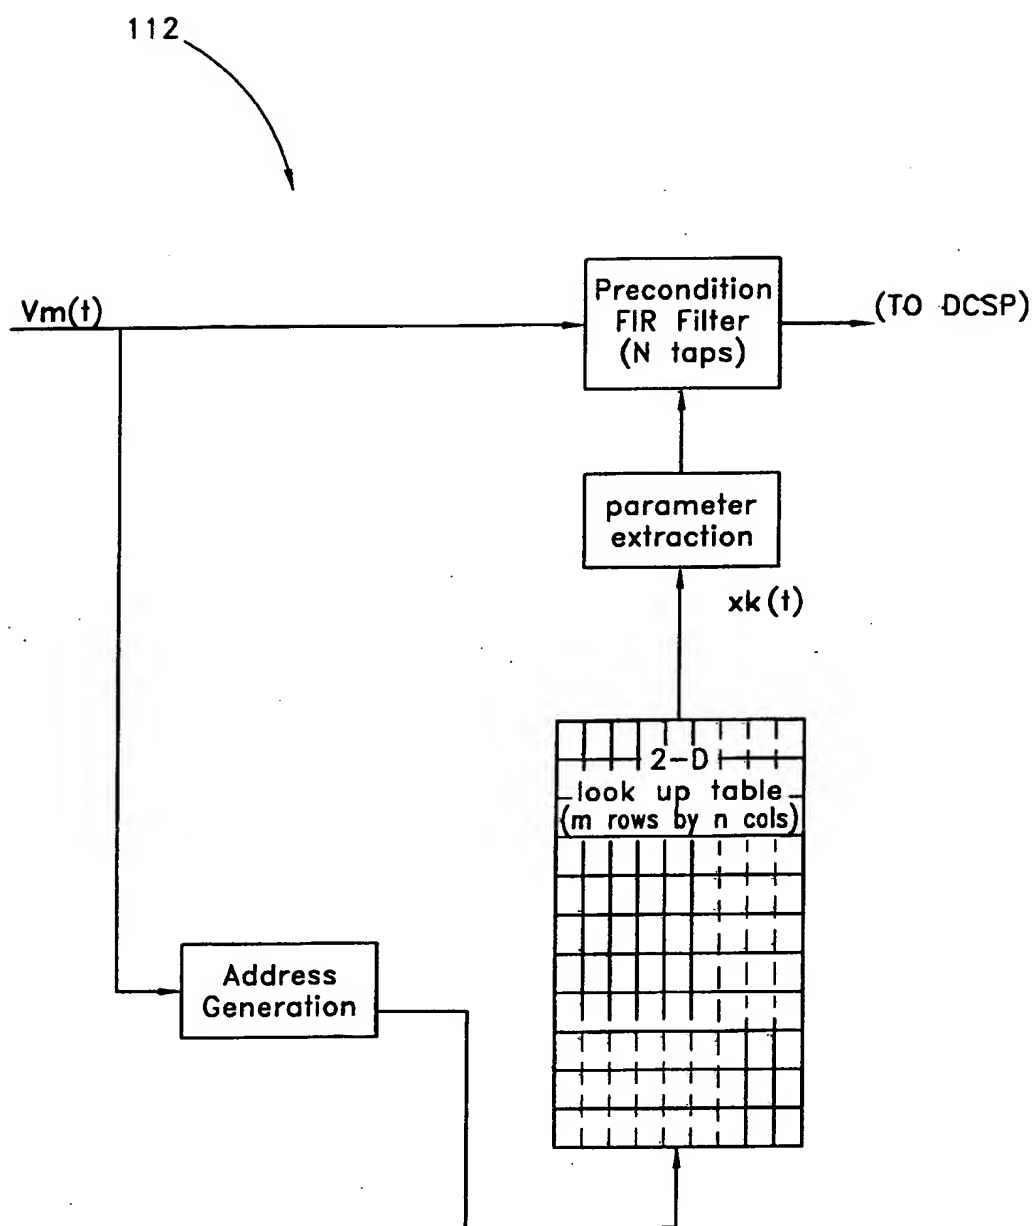 112
Vm(t)
Precondition
FIR Filter
(N taps)
(TO DCSP)
parameter
extraction
xk(t)
2-D
look up table
(m rows by n cols)
Address
Generation